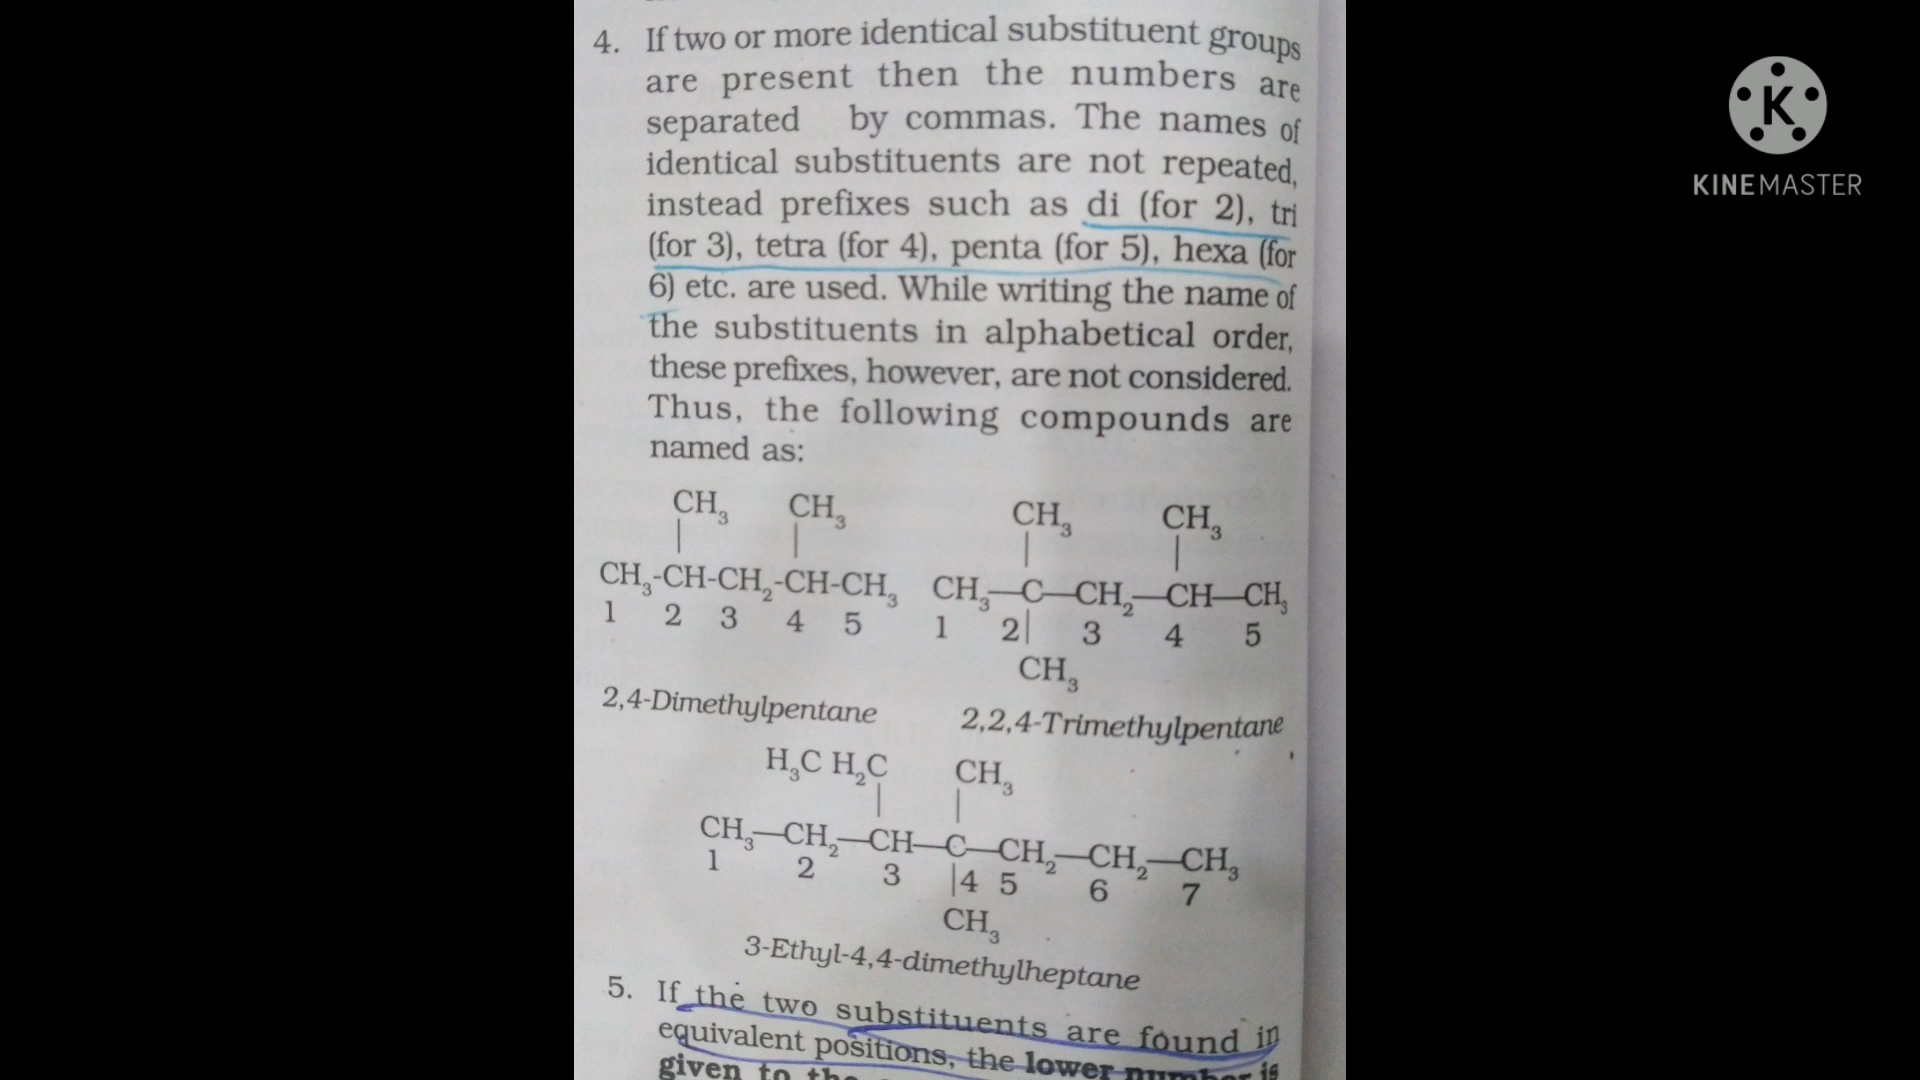 4. If two or more identical substituent groups
are present then the numbers are
separated by commas. The names of
identical substituents are not repeated,
instead prefixes such as di (for 2), tri
(for 3), tetra (for 4), penta (for 5), hexa (for
6) etc. are used. While writing the name of
the substituents in alphabetical order,
these prefixes, however, are not considered.
Thus, the following compounds are
named as:
CH₃ CH₃
CH₃-CH-CH₂-CH-CH₃
1 2 3 4 5
2,4-Dimethylpentane
CH₃ CH₃
CH₃—C—CH₂—CH—CH₃
1 2 3 4 5
CH₃
2,2,4-Trimethylpentane
H₃C H₂C CH₃
CH₃—CH₂—CH—C—CH₂—CH₂—CH₃
1 2 3 4 5 6 7
CH₃
3-Ethyl-4,4-dimethylheptane
5. If the two substituents are found in
equivalent positions, the lower number is
given to the
K
KINEMASTER